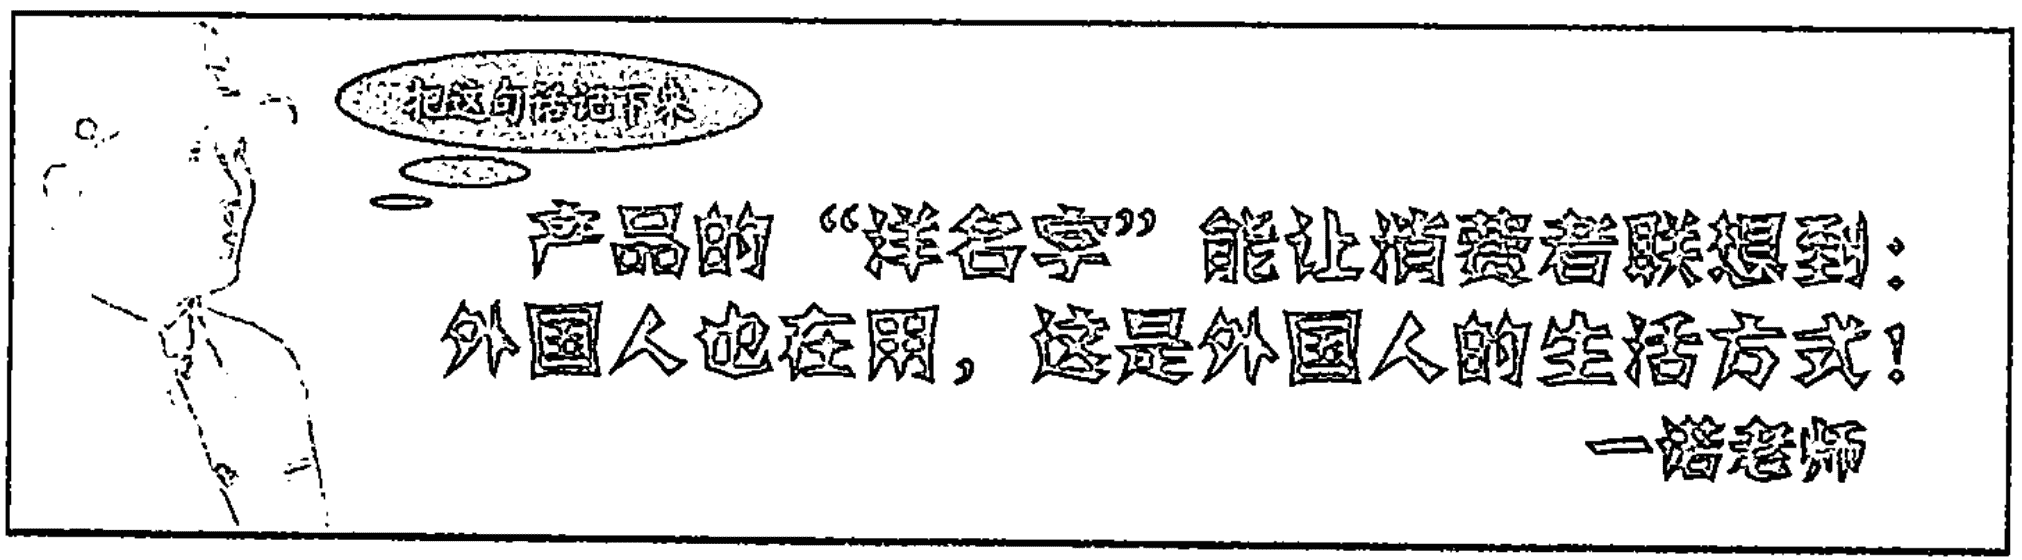 把这句话记下来
产品的“洋名字”能让消费者联想到:
外国人也在用，这是外国人的生活方式!
一谐老师